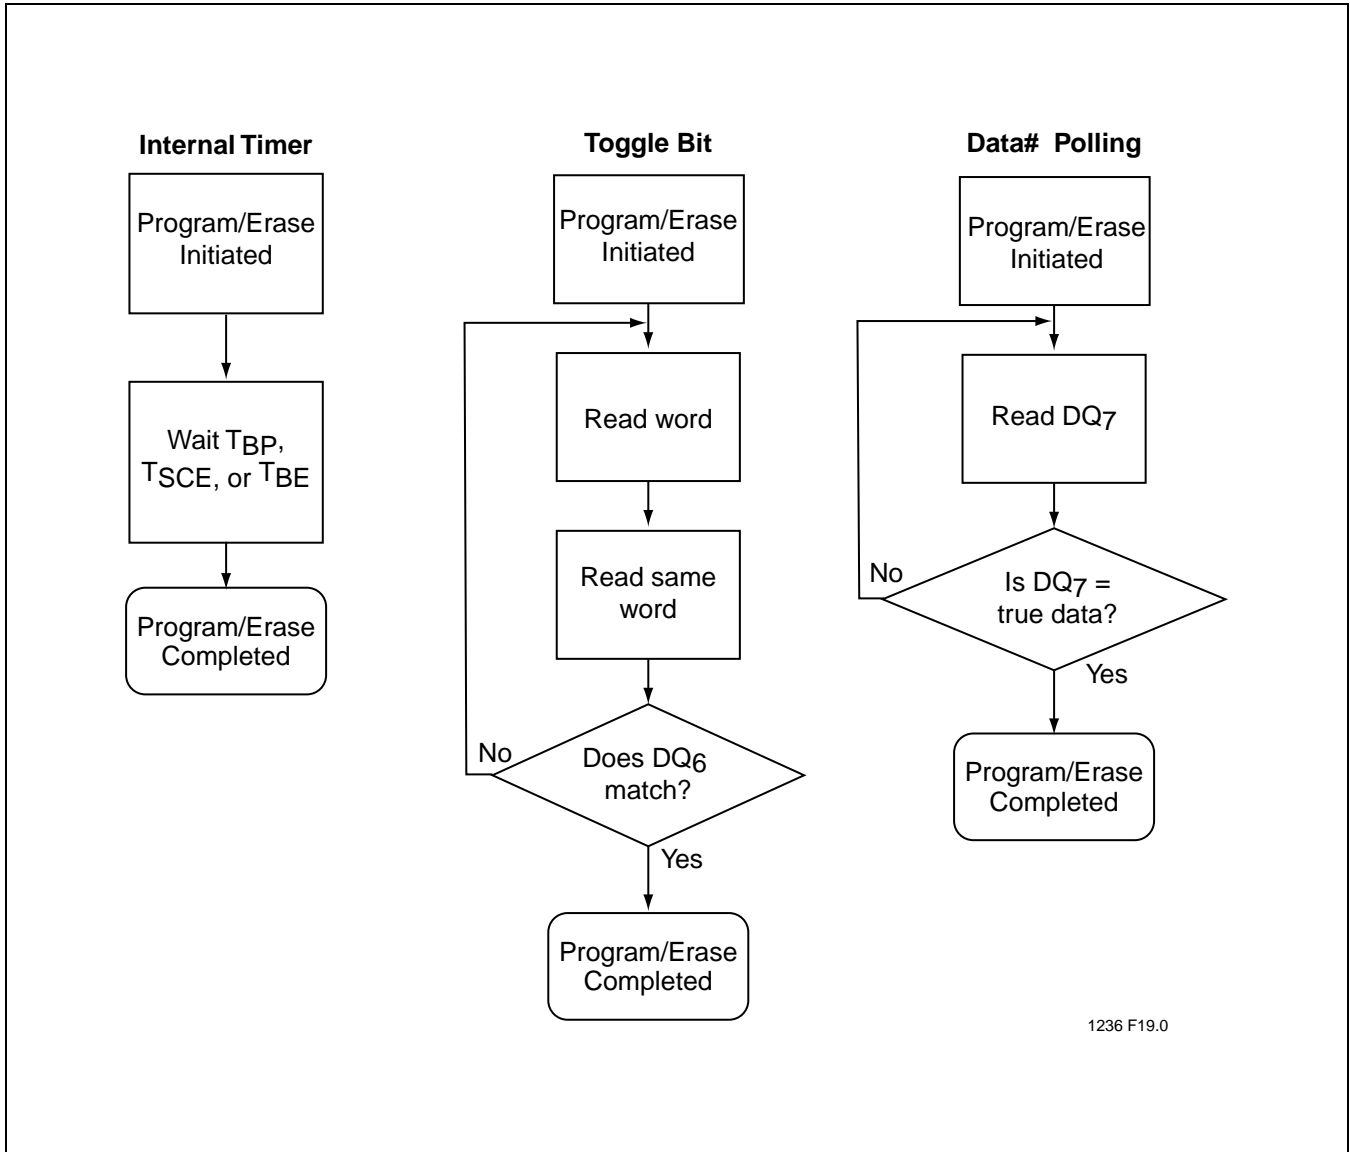 Internal Timer
Program/Erase
Initiated
Wait TBP,
TSCE, or TBE
Program/Erase
Completed
Toggle Bit
Program/Erase
Initiated
Read word
Read same
word
No
Does DQ6
match?
Yes
Program/Erase
Completed
Data# Polling
Program/Erase
Initiated
Read DQ7
No
Is DQ7 =
true data?
Yes
Program/Erase
Completed
1236 F19.0